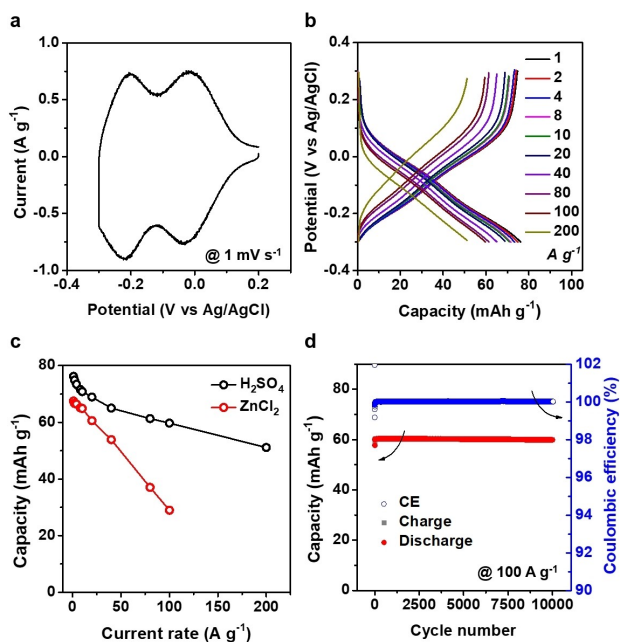 a
Current (A g⁻¹)
1.0
0.5
0.0
-0.5
-1.0
@ 1 mV s⁻¹
-0.4
-0.2
0.0
0.2
Potential (V vs Ag/AgCl)
b
Potential (V vs Ag/AgCl)
0.4
0.2
0.0
-0.2
-0.4
1
2
4
8
10
20
40
80
100
200
A g⁻¹
0
20
40
60
80
100
Capacity (mAh g⁻¹)
c
Capacity (mAh g⁻¹)
80
60
40
20
0
H₂SO₄
ZnCl₂
0
50
100
150
200
Current rate (A g⁻¹)
d
Capacity (mAh g⁻¹)
80
60
40
20
0
CE
Charge
Discharge
@ 100 A g⁻¹
102
100
98
96
94
92
90
Coulombic efficiency (%)
0
2500
5000
7500
10000
Cycle number